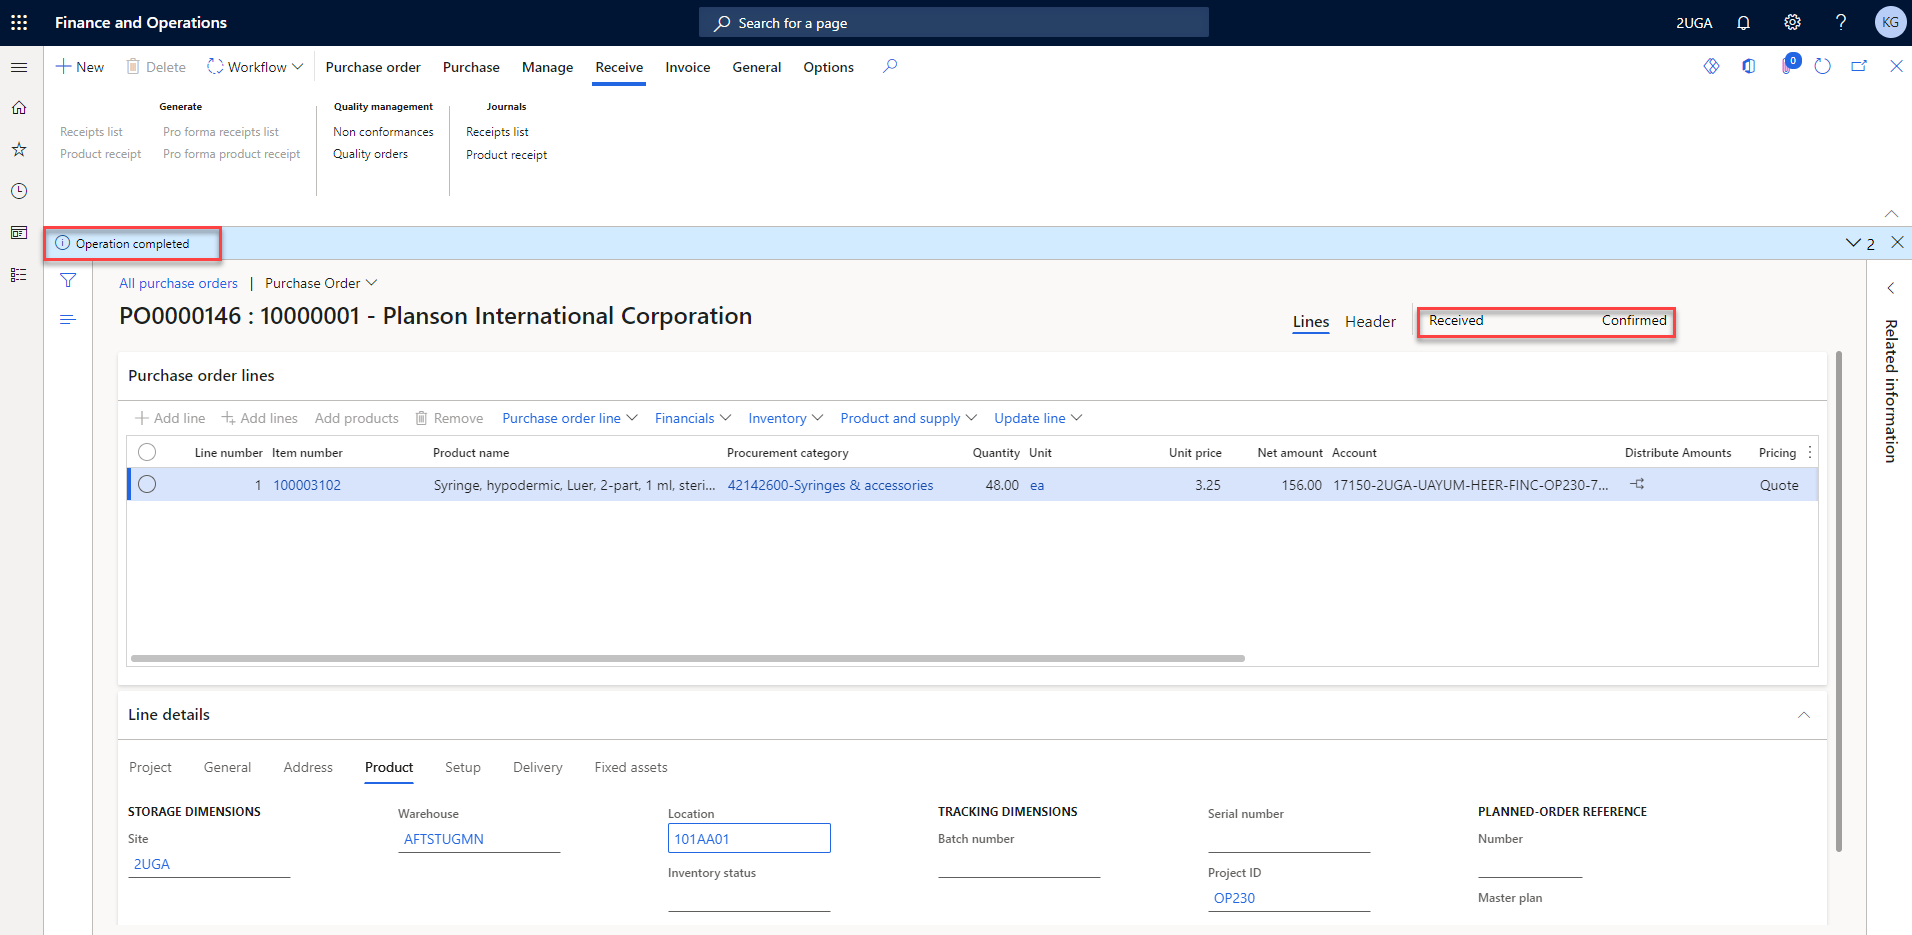 Finance and Operations
Search for a page
2UGA
KG
New
Delete
Workflow
Purchase order
Purchase
Manage
Receive
Invoice
General
Options
0
Generate
Quality management
Journals
Receipts list
Pro forma receipts list
Non conformances
Receipts list
Product receipt
Pro forma product receipt
Quality orders
Product receipt
Operation completed
2
All purchase orders | Purchase Order
PO0000146 : 10000001 - Planson International Corporation
Lines
Header
Received
Confirmed
Related information
Purchase order lines
Add line
Add lines
Add products
Remove
Purchase order line
Financials
Inventory
Product and supply
Update line
Line number
Item number
Product name
Procurement category
Quantity
Unit
Unit price
Net amount
Account
Distribute Amounts
Pricing
1
100003102
Syringe, hypodermic, Luer, 2-part, 1 ml, steri...
42142600-Syringes & accessories
48.00
ea
3.25
156.00
17150-2UGA-UAYUM-HEER-FINC-OP230-7...
Quote
Line details
Project
General
Address
Product
Setup
Delivery
Fixed assets
STORAGE DIMENSIONS
Site
2UGA
Warehouse
AFTSTUGMN
Location
101AA01
Inventory status
TRACKING DIMENSIONS
Batch number
Serial number
Project ID
OP230
PLANNED-ORDER REFERENCE
Number
Master plan